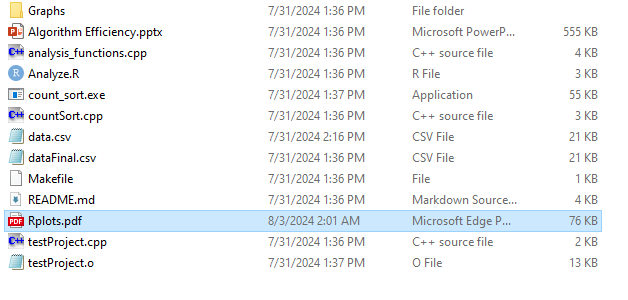 Graphs 7/31/2024 1:36 PM File folder
Algorithm Efficiency.pptx 7/31/2024 1:36 PM Microsoft PowerP... 555 KB
analysis_functions.cpp 7/31/2024 1:36 PM C++ source file 4 KB
Analyze.R 7/31/2024 1:36 PM R File 3 KB
count_sort.exe 7/31/2024 1:37 PM Application 55 KB
countSort.cpp 7/31/2024 1:36 PM C++ source file 3 KB
data.csv 7/31/2024 2:16 PM CSV File 21 KB
dataFinal.csv 7/31/2024 1:36 PM CSV File 21 KB
Makefile 7/31/2024 1:36 PM File 1 KB
README.md 7/31/2024 1:36 PM Markdown Source... 4 KB
PDF Rplots.pdf 8/3/2024 2:01 AM Microsoft Edge P... 76 KB
testProject.cpp 7/31/2024 1:36 PM C++ source file 2 KB
testProject.o 7/31/2024 1:37 PM O File 13 KB